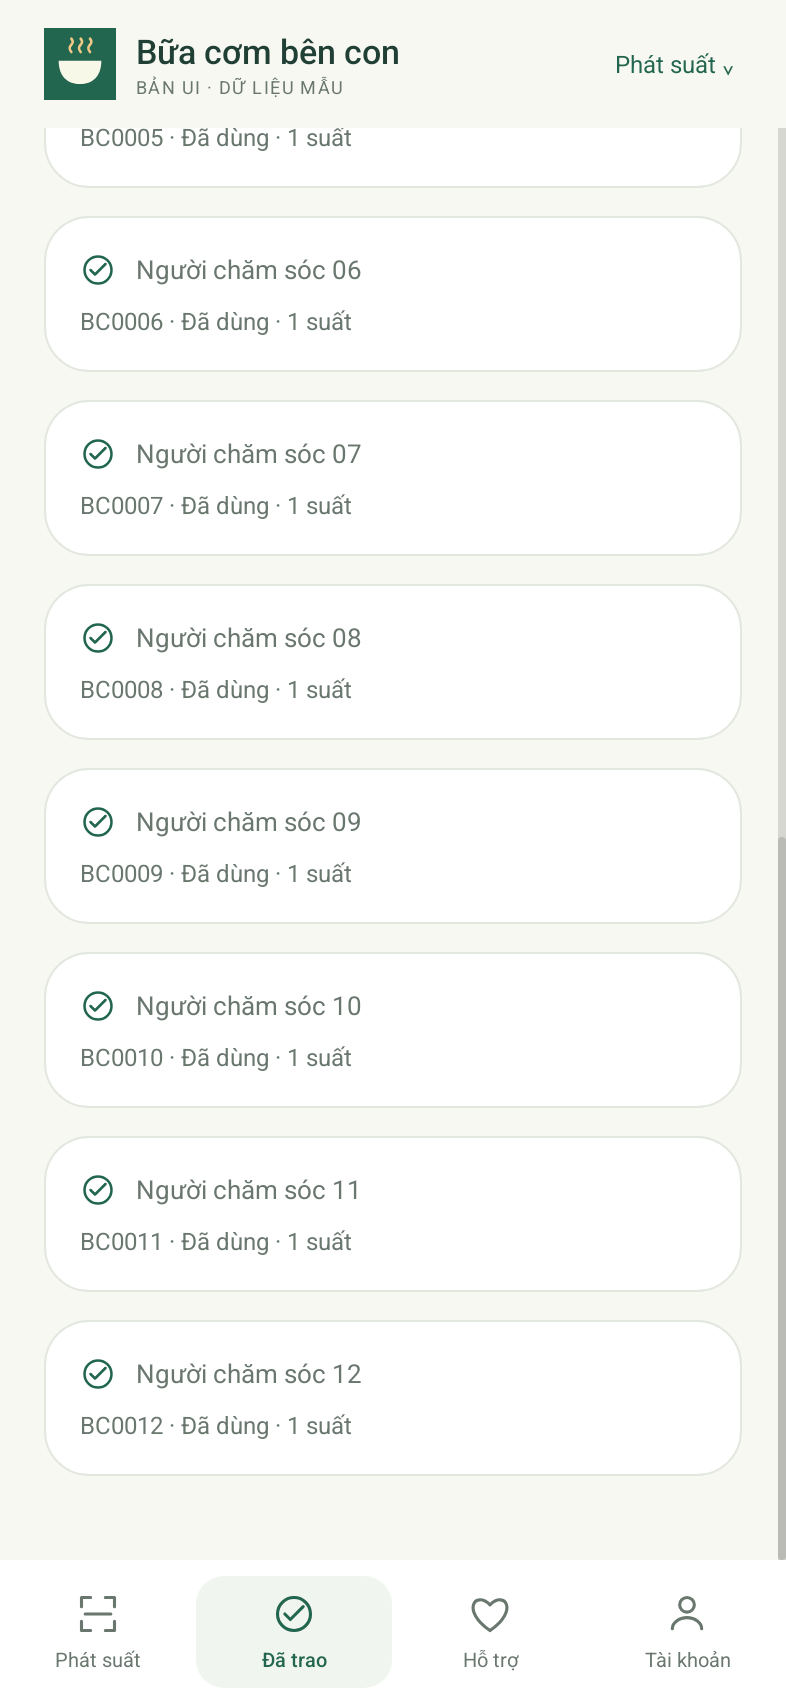 Bữa cơm bên con
BẢN UI · DỮ LIỆU MẪU
Phát suất
BC0005 · Đã dùng · 1 suất
Người chăm sóc 06
BC0006 · Đã dùng · 1 suất
Người chăm sóc 07
BC0007 · Đã dùng · 1 suất
Người chăm sóc 08
BC0008 · Đã dùng · 1 suất
Người chăm sóc 09
BC0009 · Đã dùng · 1 suất
Người chăm sóc 10
BC0010 · Đã dùng · 1 suất
Người chăm sóc 11
BC0011 · Đã dùng · 1 suất
Người chăm sóc 12
BC0012 · Đã dùng · 1 suất
Phát suất
Đã trao
Hỗ trợ
Tài khoản